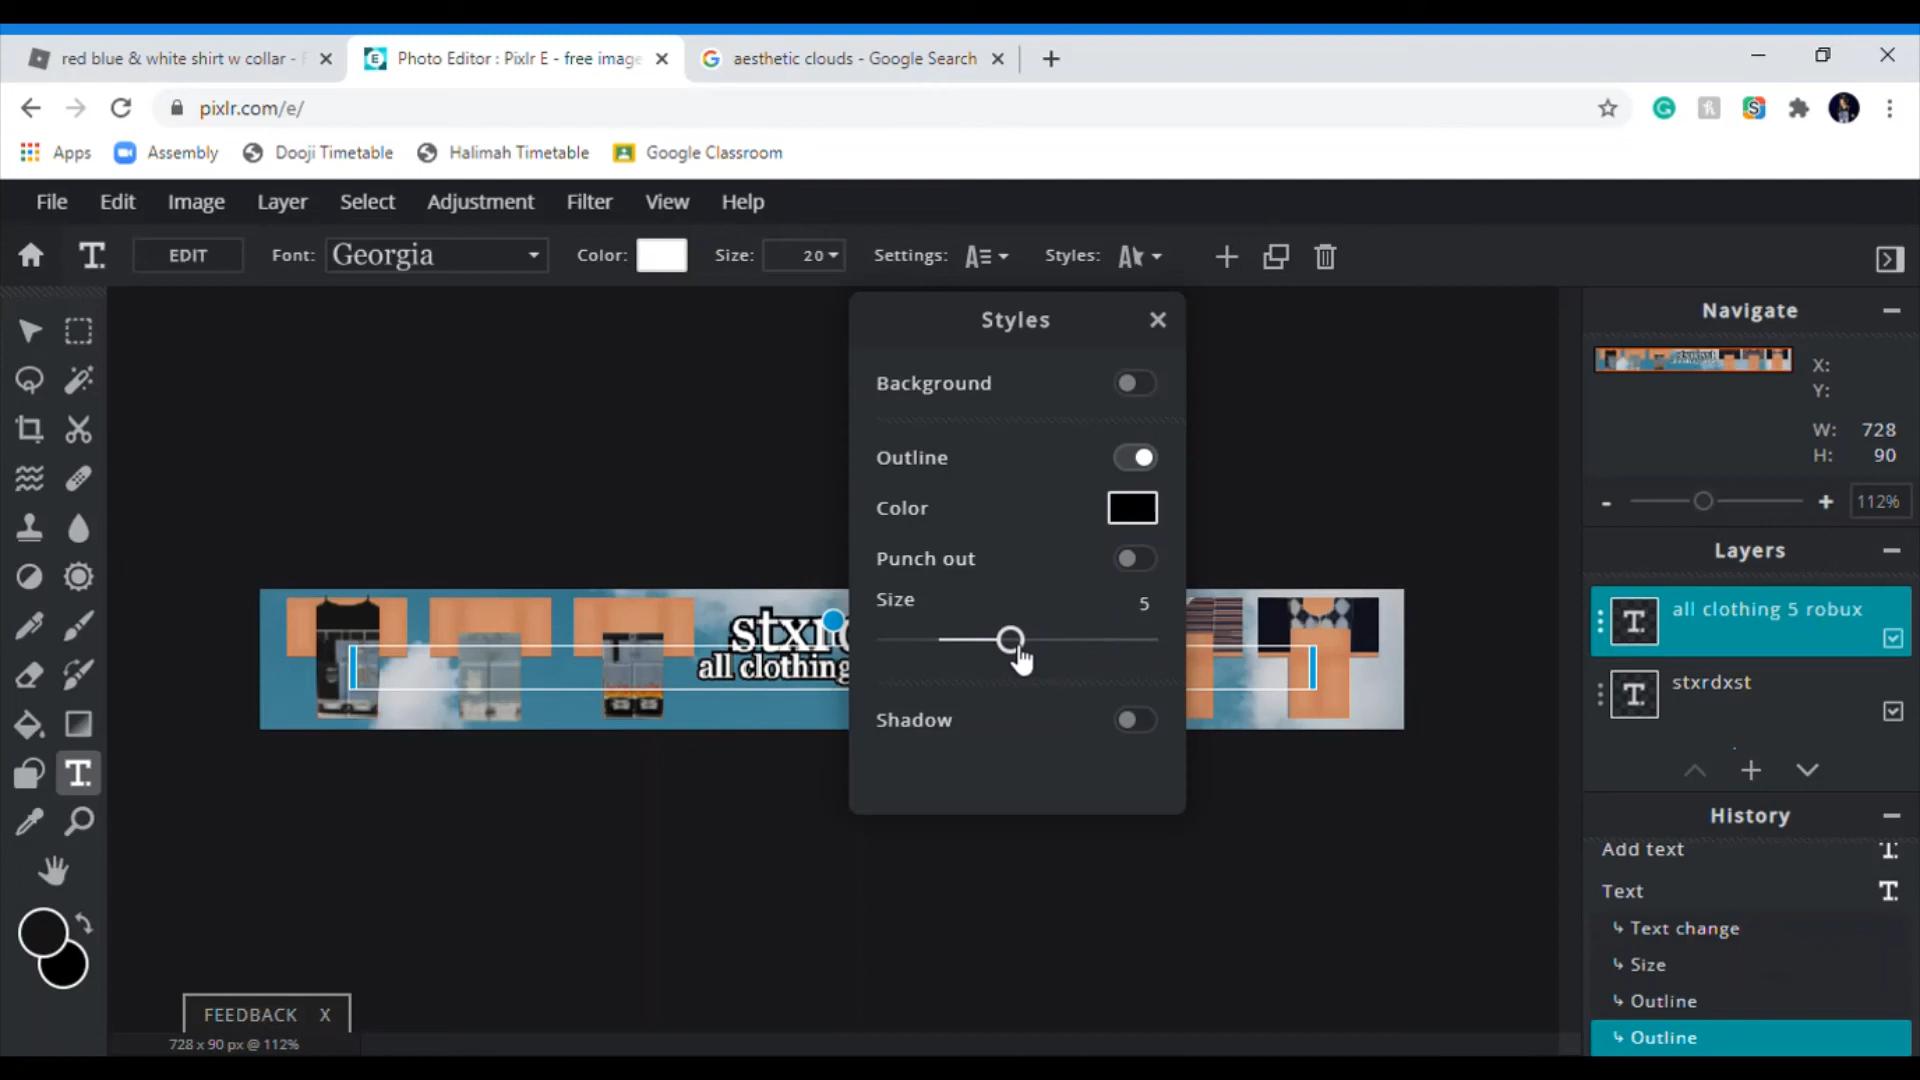 red blue & white shirt w collar -
Photo Editor : Pixlr E - free imag
aesthetic clouds - Google Search
pixlr.com/e/
Apps
Assembly
Dooji Timetable
Halimah Timetable
Google Classroom
File Edit Image Layer Select Adjustment Filter View Help
EDIT Font: Georgia Color: Size: 20 Settings: Styles:
Styles
Background
Outline
Color
Punch out
Size
5
Shadow
stxr
all clothing
Navigate
X:
Y:
W: 728
H: 90
- + 112%
Layers
all clothing 5 robux
stxrdxst
History
Add text
Text
Text change
Size
Outline
Outline
FEEDBACK X
728 x 90 px @ 112%